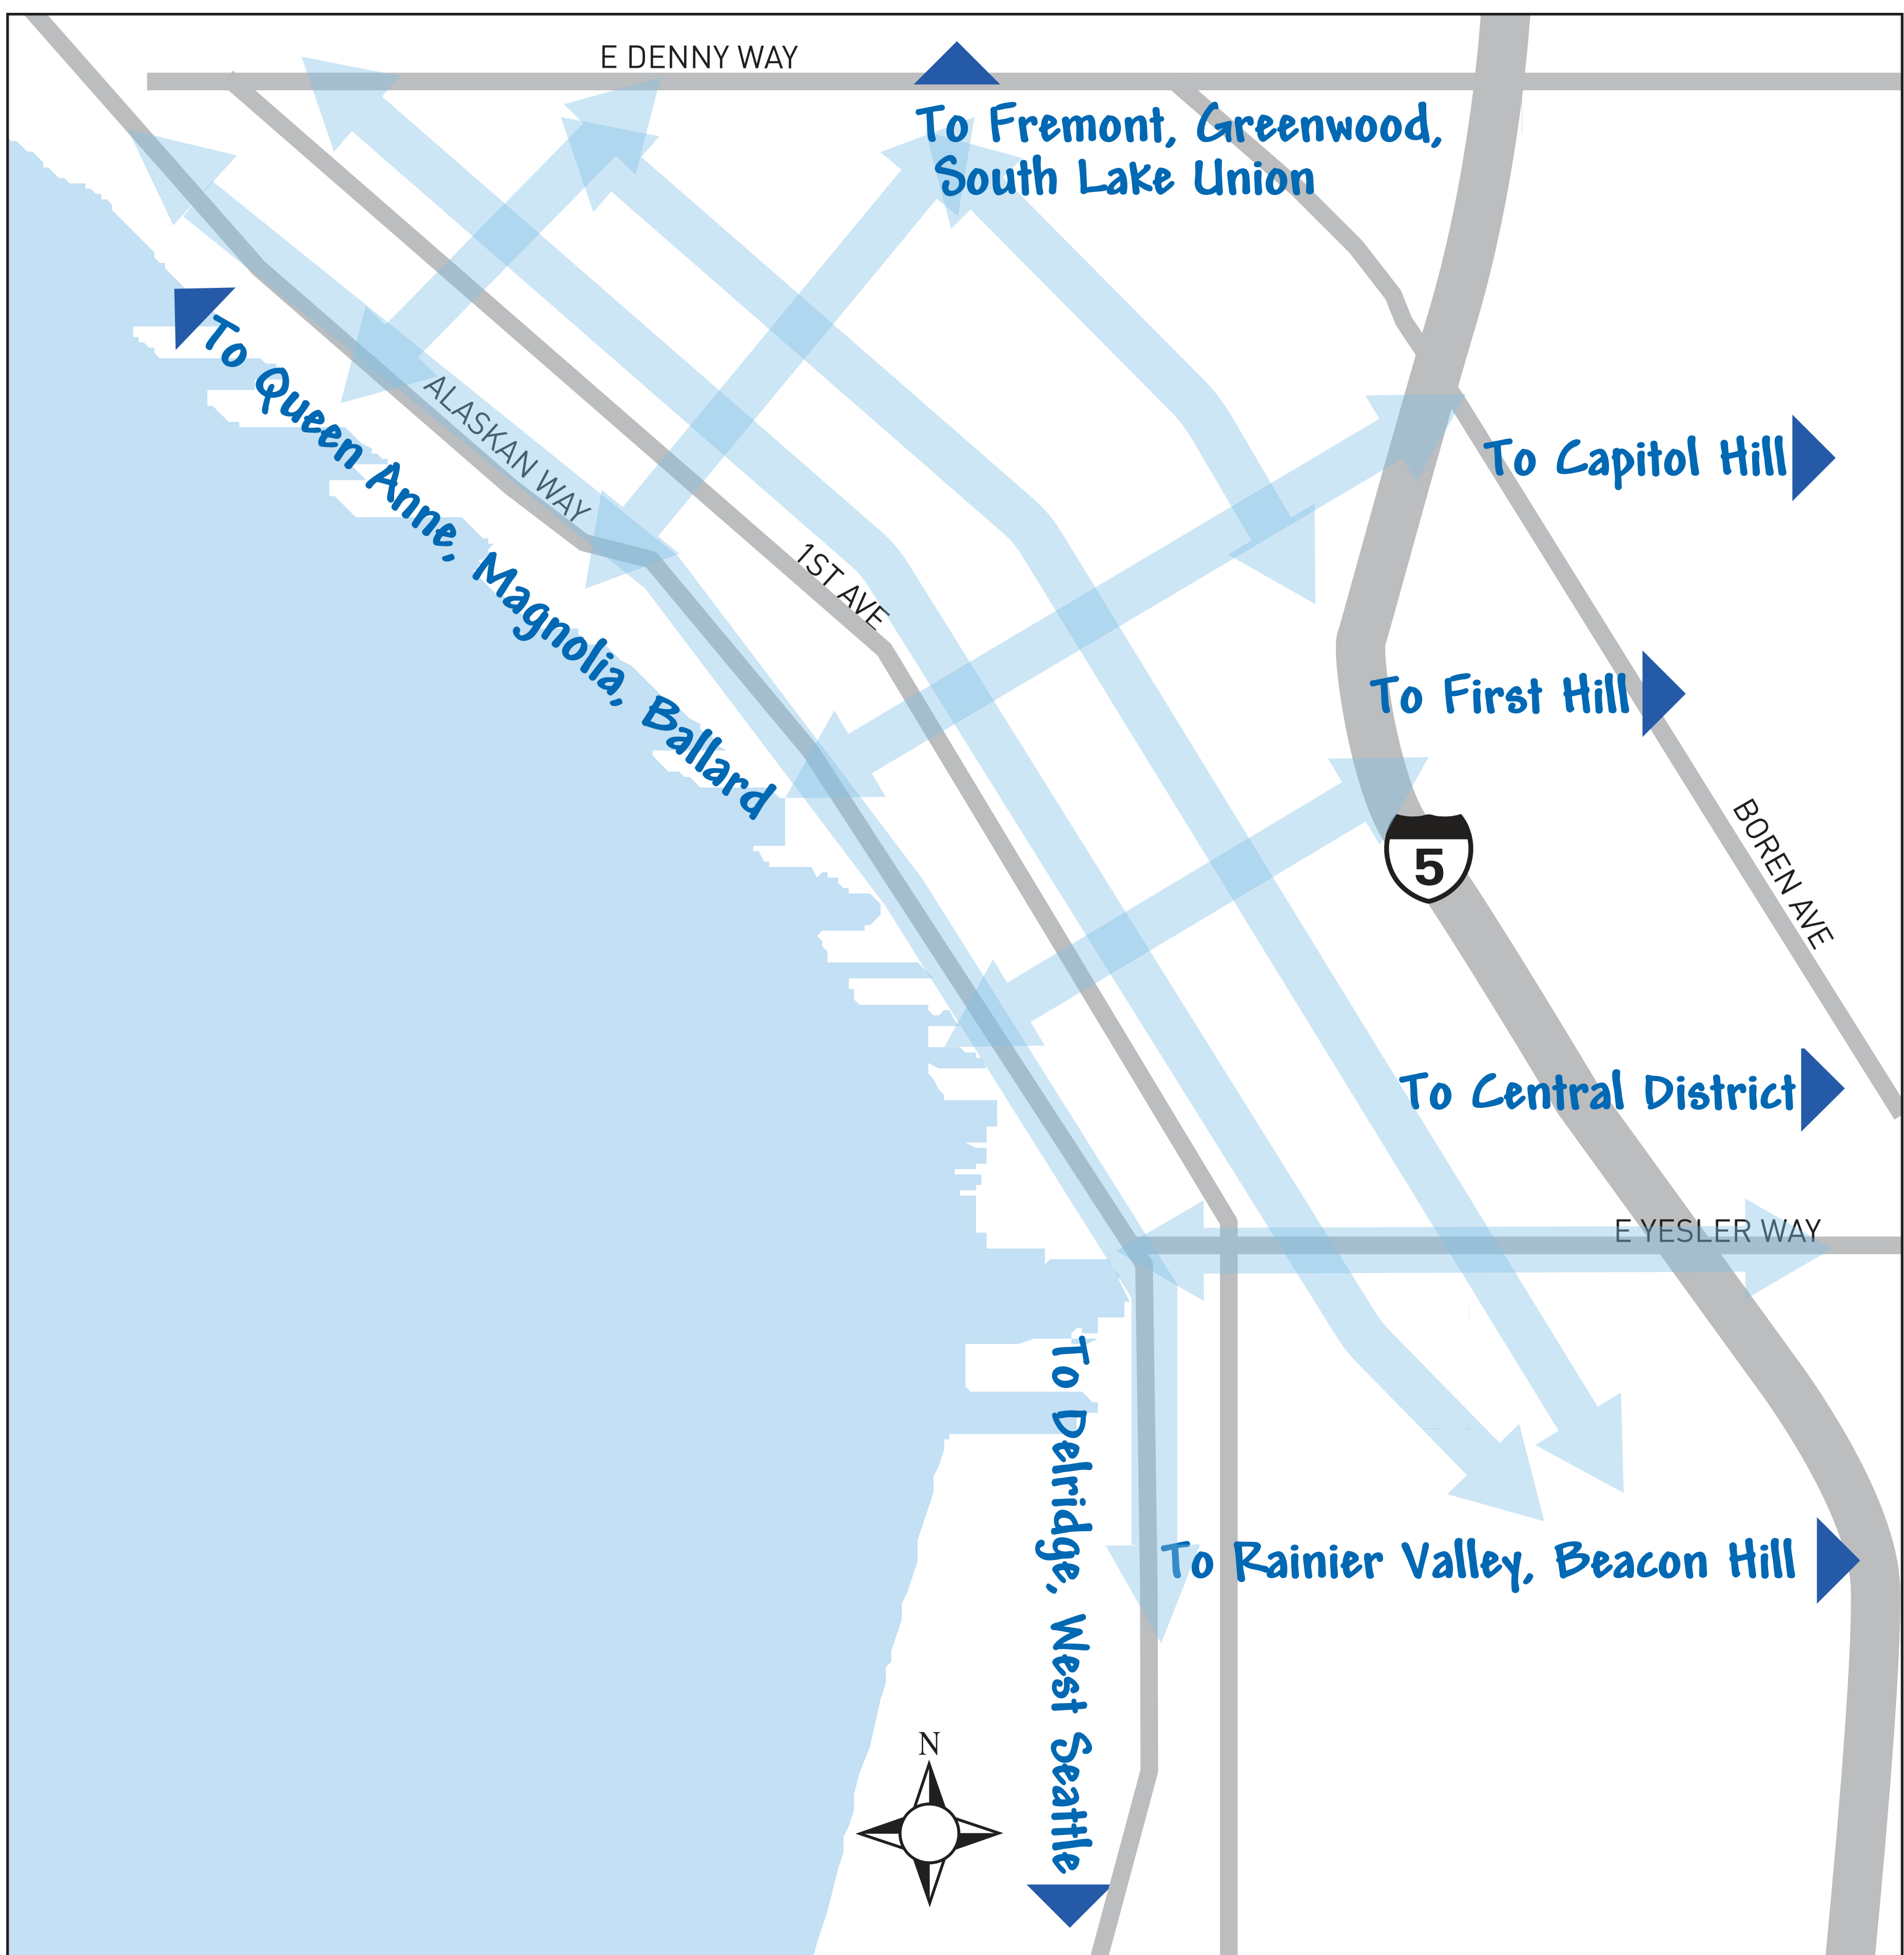 E DENNY WAY
To Fremont, Greenwood,
South Lake Union
To Queen Anne, Magnolia, Ballard
ALASKAN WAY
1ST AVE
To Capitol Hill
To First Hill
5
BOREN AVE
To Central District
E YESLER WAY
To Delridge, West Seattle
To Rainier Valley, Beacon Hill
N